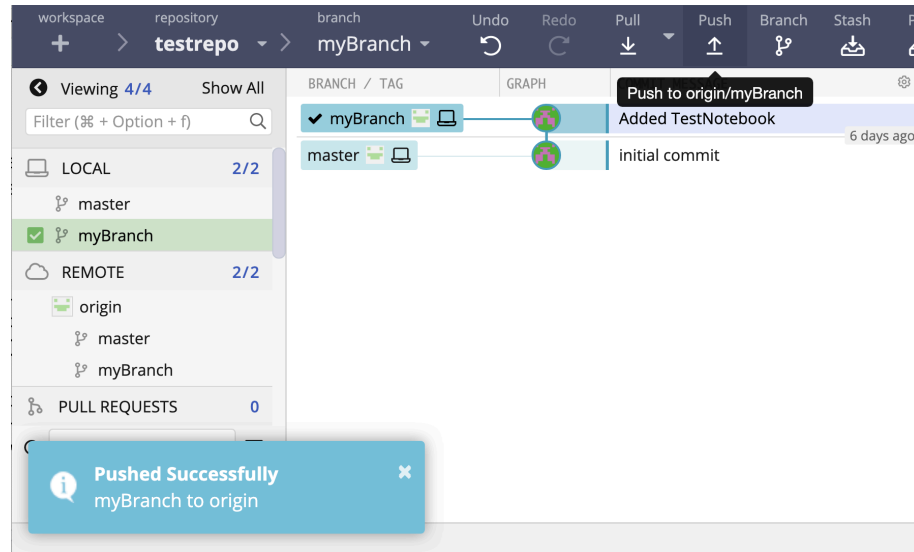 workspace
repository
testrepo
branch
myBranch
Undo
Redo
Pull
Push
Branch
Stash
Viewing 4/4
Show All
Filter (⌘ + Option + f)
LOCAL 2/2
master
myBranch
REMOTE 2/2
origin
master
myBranch
PULL REQUESTS 0
BRANCH / TAG
GRAPH
Push to origin/myBranch
myBranch
Added TestNotebook
6 days ago
master
initial commit
Pushed Successfully
myBranch to origin